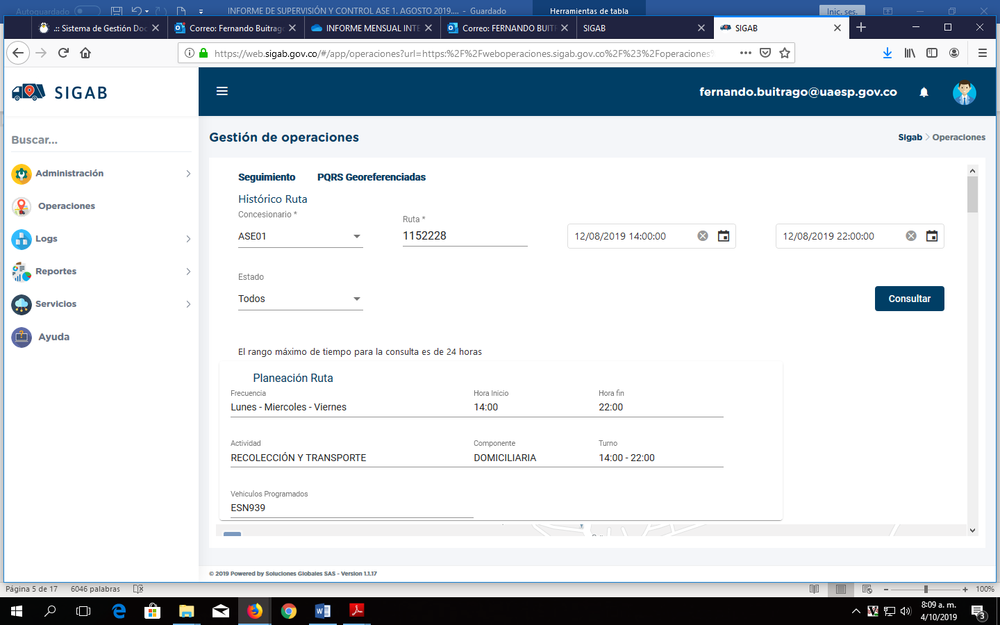 Autoguardado
INFORME DE SUPERVISIÓN Y CONTROL ASE 1. AGOSTO 2019.... - Guardado
Herramientas de tabla
Inic. ses.
.:: Sistema de Gestión Doc
Correo: Fernando Buitrago
INFORME MENSUAL INTE
Correo: FERNANDO BUIT
SIGAB
SIGAB
https://web.sigab.gov.co/#/app/operaciones?url=https:%2F%2Fweboperaciones.sigab.gov.co%2F%23%2Foperaciones%
SIGAB
fernando.buitrago@uaesp.gov.co
Buscar...
Administración
Operaciones
Logs
Reportes
Servicios
Ayuda
Gestión de operaciones
Sigab > Operaciones
Seguimiento
PQRS Georeferenciadas
Histórico Ruta
Concesionario *
Ruta *
ASE01
1152228
12/08/2019 14:00:00
12/08/2019 22:00:00
Estado
Todos
Consultar
El rango máximo de tiempo para la consulta es de 24 horas
Planeación Ruta
Frecuencia
Hora Inicio
Hora fin
Lunes - Miercoles - Viernes
14:00
22:00
Actividad
Componente
Turno
RECOLECCIÓN Y TRANSPORTE
DOMICILIARIA
14:00 - 22:00
Vehiculos Programados
ESN939
© 2019 Powered by Soluciones Globales SAS - Version 1.1.17
Página 5 de 17
6046 palabras
100%
8:09 a. m.
4/10/2019
3